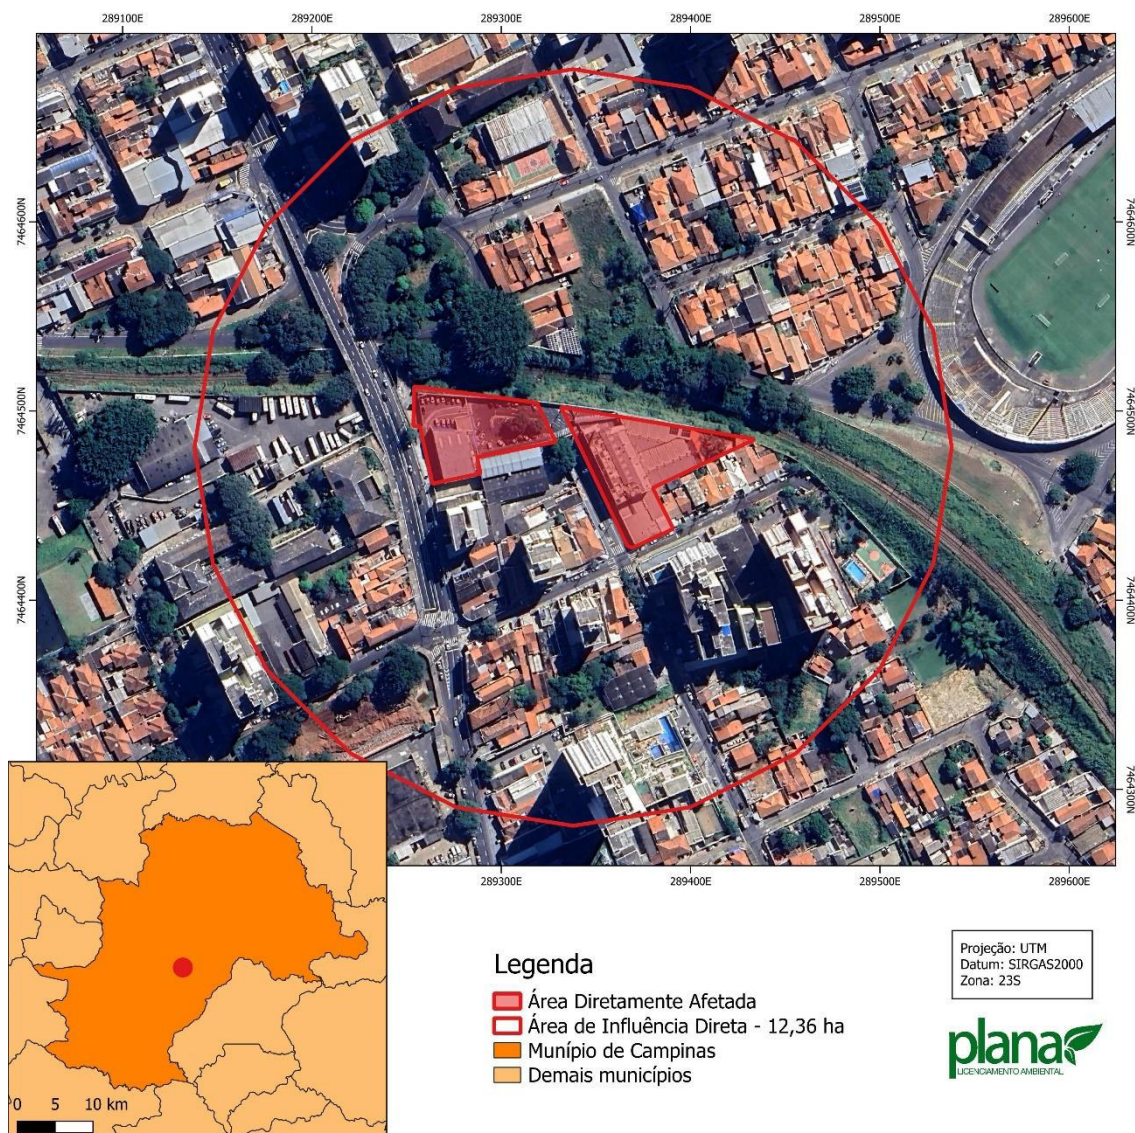 289100E 289200E 289300E 289400E 289500E 289600E
7464600N 7464600N
7464500N 7464500N
7464400N 7464400N
7464300N
289300E 289400E 289500E 289600E
0 5 10 km
Legenda
Área Diretamente Afetada
Área de Influência Direta - 12,36 ha
Munípio de Campinas
Demais municípios
Projeção: UTM
Datum: SIRGAS2000
Zona: 23S
plana
LICENCIAMENTO AMBIENTAL